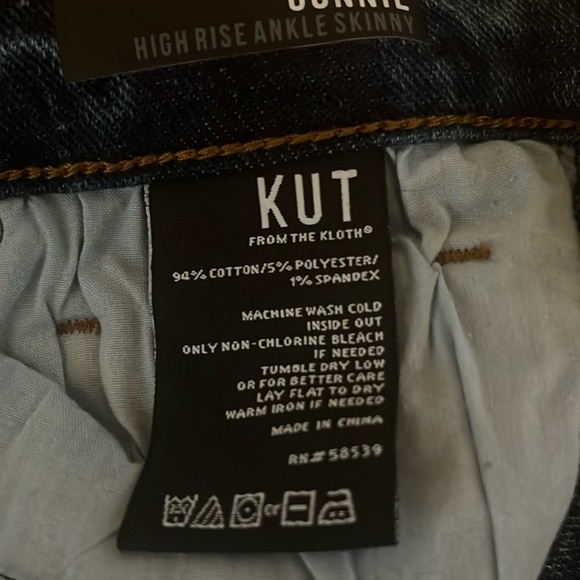 HIGH RISE ANKLE SKINNY
KUT
FROM THE KLOTH®
94% COTTON/5% POLYESTER/
1% SPANDEX
MACHINE WASH COLD
INSIDE OUT
ONLY NON-CHLORINE BLEACH
IF NEEDED
TUMBLE DRY LOW
OR FOR BETTER CARE
LAY FLAT TO DRY
WARM IRON IF NEEDED
MADE IN CHINA
RN#58539
or